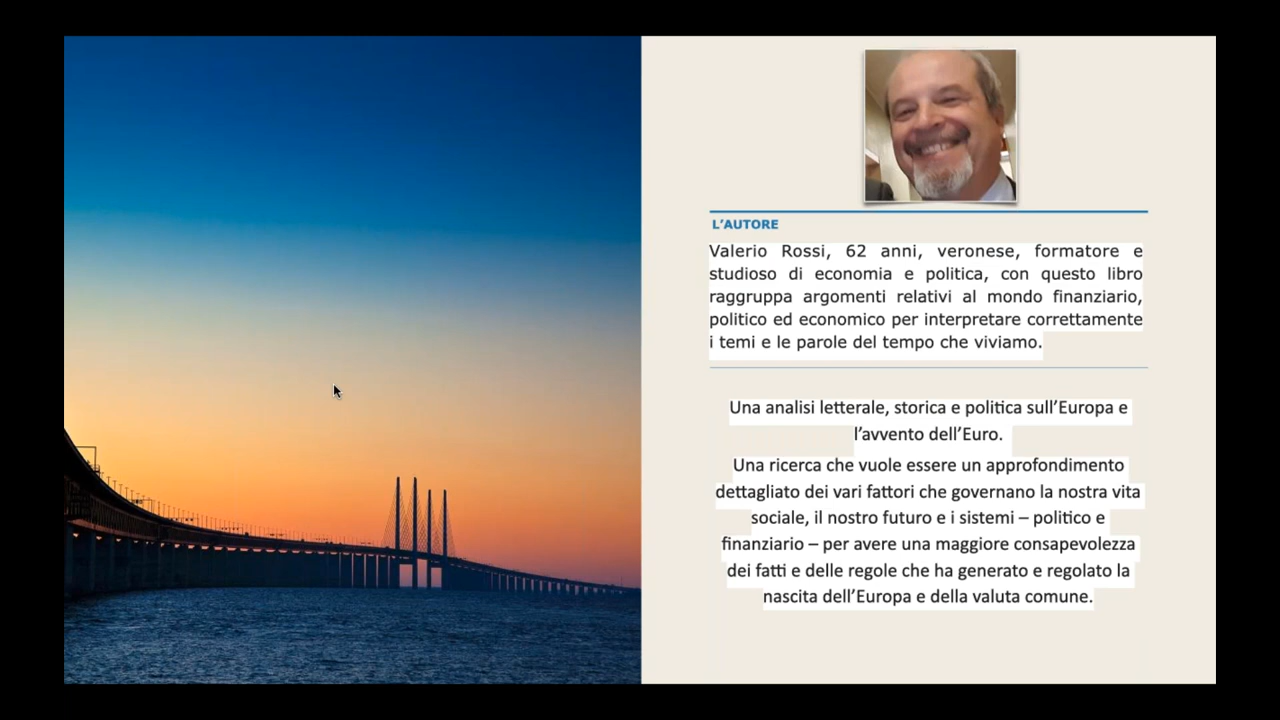 L’AUTORE
Valerio Rossi, 62 anni, veronese, formatore e
studioso di economia e politica, con questo libro
raggruppa argomenti relativi al mondo finanziario,
politico ed economico per interpretare correttamente
i temi e le parole del tempo che viviamo.
Una analisi letterale, storica e politica sull’Europa e
l’avvento dell’Euro.
Una ricerca che vuole essere un approfondimento
dettagliato dei vari fattori che governano la nostra vita
sociale, il nostro futuro e i sistemi – politico e
finanziario – per avere una maggiore consapevolezza
dei fatti e delle regole che ha generato e regolato la
nascita dell’Europa e della valuta comune.